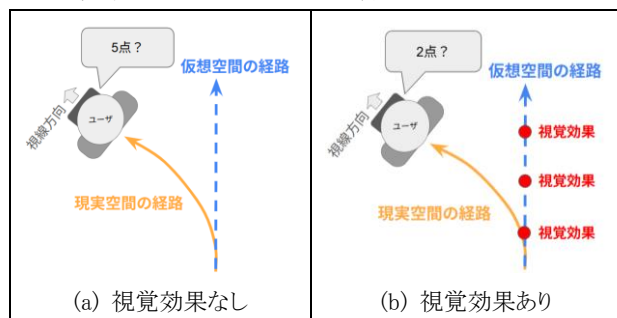 5点？
仮想空間の経路
視線方向
ユーザ
現実空間の経路
(a) 視覚効果なし
2点？
仮想空間の経路
視線方向
ユーザ
視覚効果
視覚効果
現実空間の経路
視覚効果
(b) 視覚効果あり